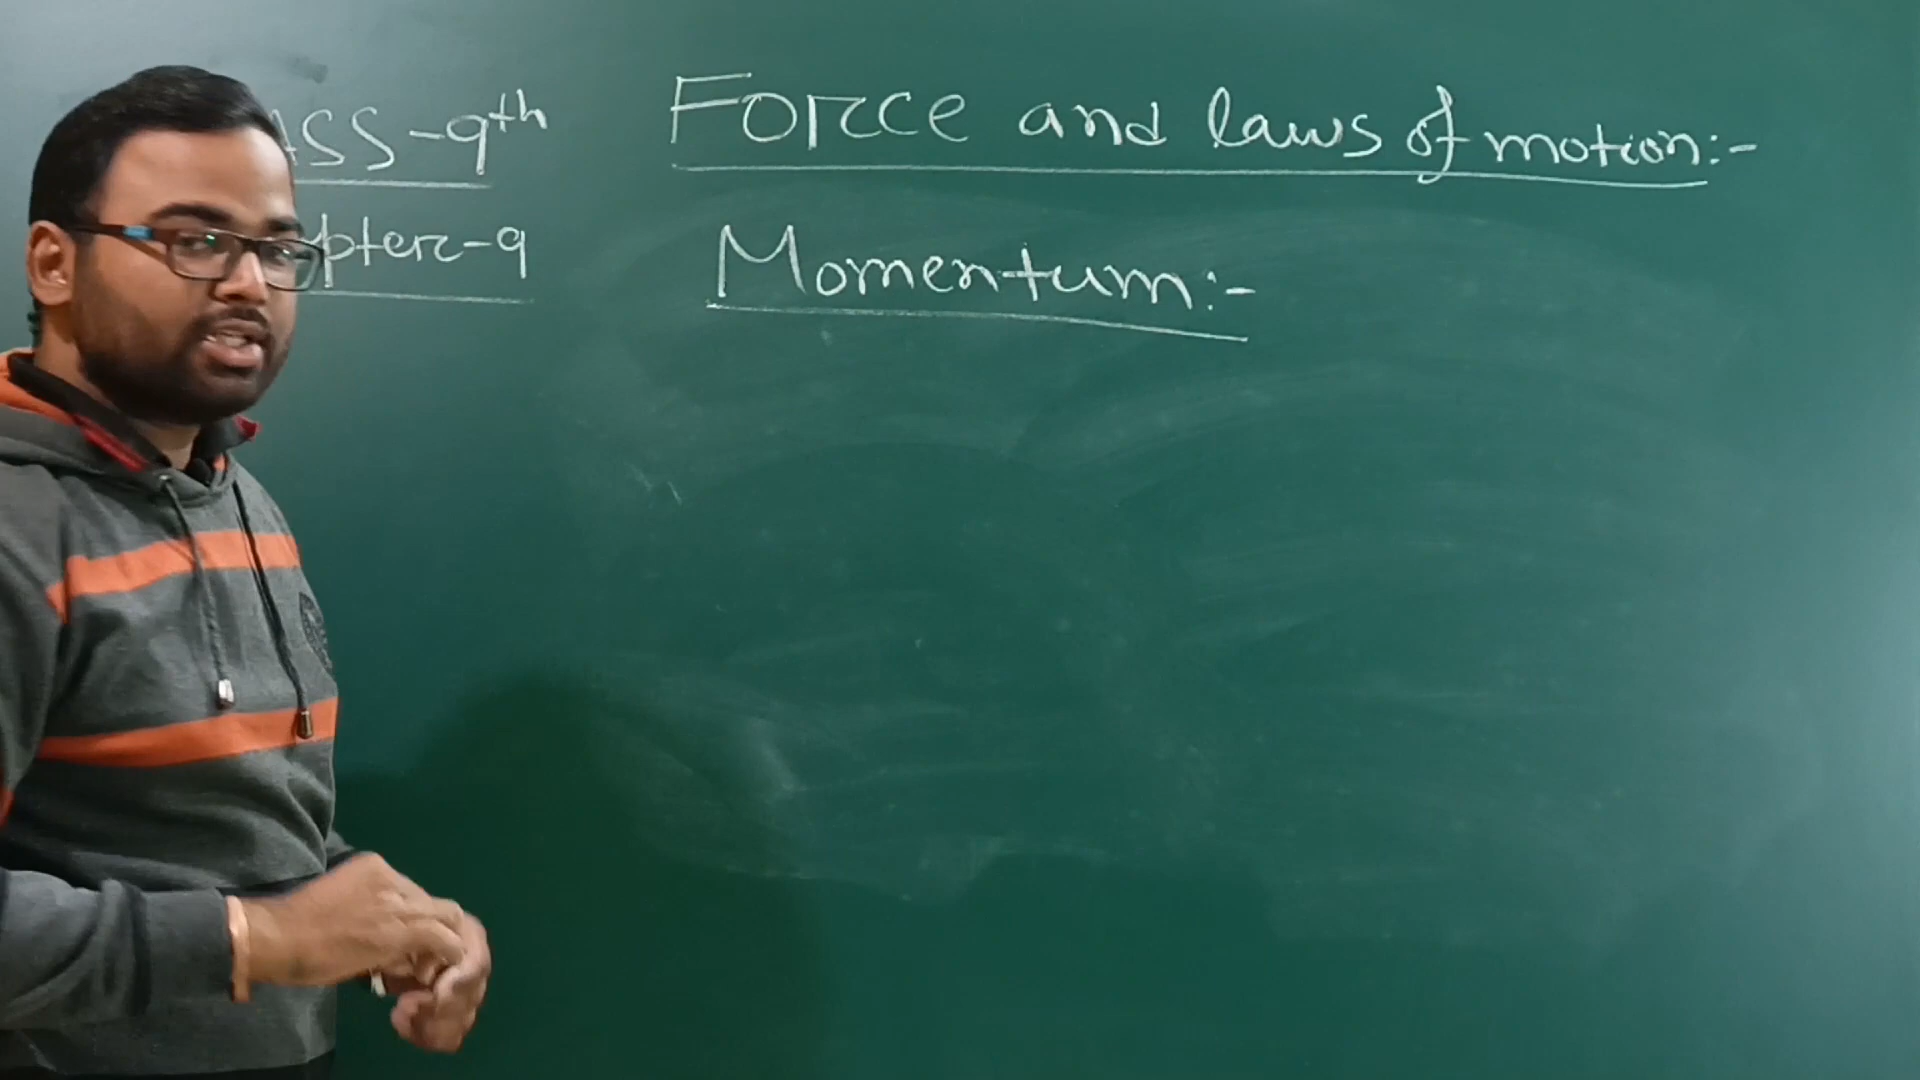 ASS-9th
Force and laws of motion:-
pter-9
Momentum:-